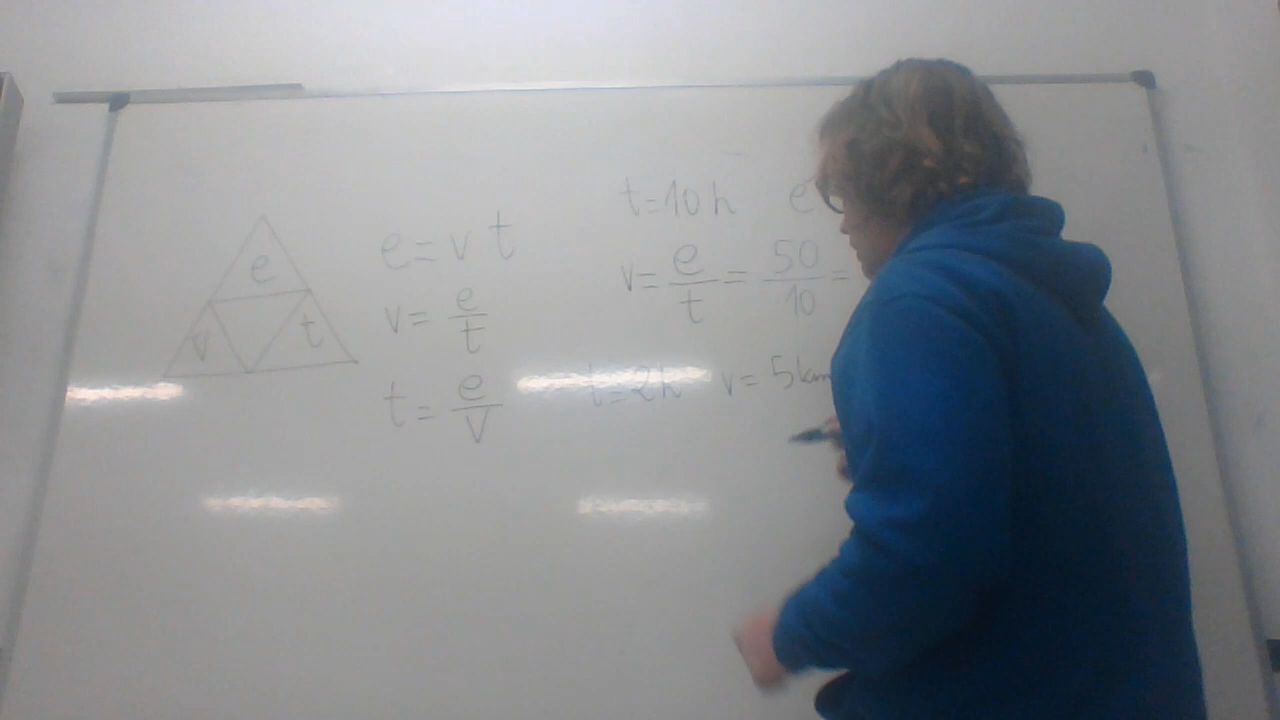 e
v t
e = v t
v = e/t
t = e/v
t = 10 h e
v = e/t = 50/10 =
t = 2h v = 5 km